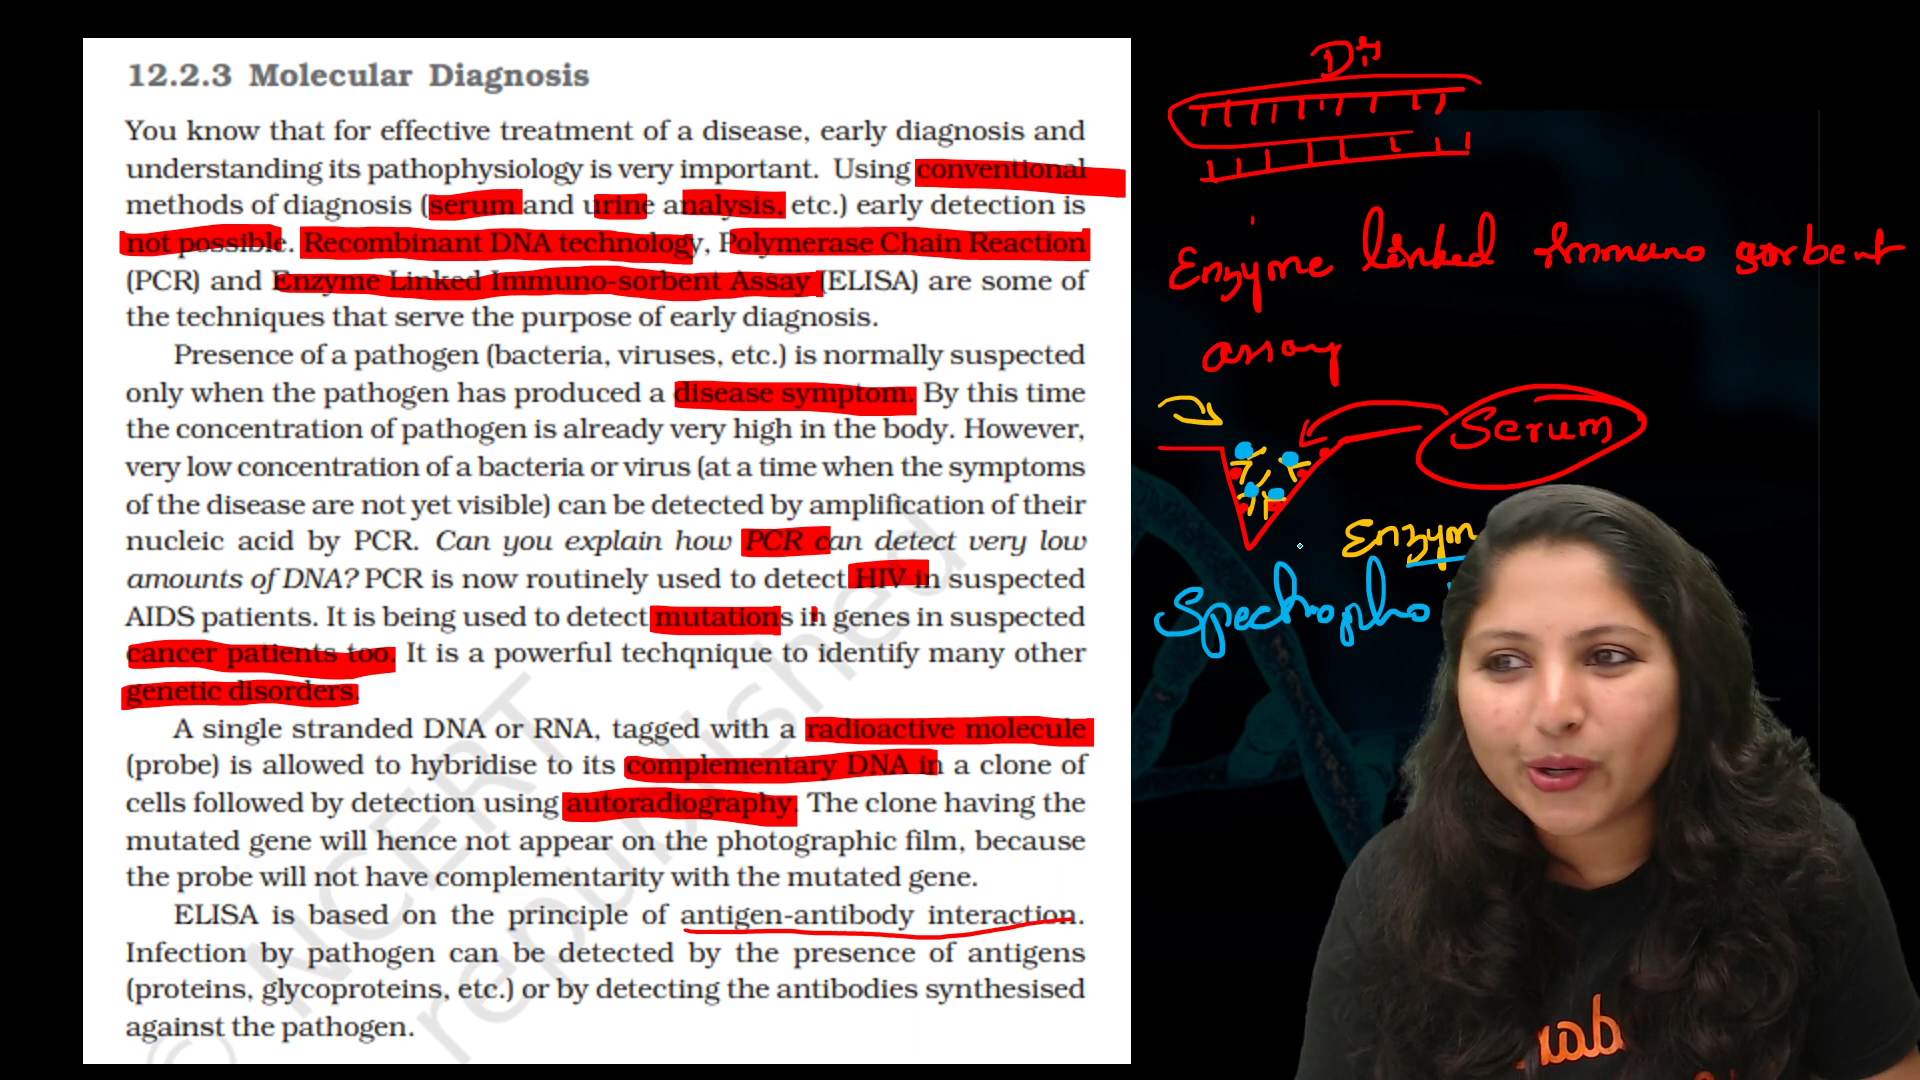 12.2.3 Molecular Diagnosis
You know that for effective treatment of a disease, early diagnosis and
understanding its pathophysiology is very important. Using conventional
methods of diagnosis (serum and urine analysis, etc.) early detection is
not possible. Recombinant DNA technology, Polymerase Chain Reaction
(PCR) and Enzyme Linked Immuno-sorbent Assay (ELISA) are some of
the techniques that serve the purpose of early diagnosis.
Presence of a pathogen (bacteria, viruses, etc.) is normally suspected
only when the pathogen has produced a disease symptom. By this time
the concentration of pathogen is already very high in the body. However,
very low concentration of a bacteria or virus (at a time when the symptoms
of the disease are not yet visible) can be detected by amplification of their
nucleic acid by PCR. Can you explain how PCR can detect very low
amounts of DNA? PCR is now routinely used to detect HIV in suspected
AIDS patients. It is being used to detect mutations in genes in suspected
cancer patients too. It is a powerful techqnique to identify many other
genetic disorders.
A single stranded DNA or RNA, tagged with a radioactive molecule
(probe) is allowed to hybridise to its complementary DNA in a clone of
cells followed by detection using autoradiography. The clone having the
mutated gene will hence not appear on the photographic film, because
the probe will not have complementarity with the mutated gene.
ELISA is based on the principle of antigen-antibody interaction.
Infection by pathogen can be detected by the presence of antigens
(proteins, glycoproteins, etc.) or by detecting the antibodies synthesised
against the pathogen.
© NCERT
republished
Enzyme linked Immuno sorbent
assay
Serum
Enzym
Spectropho